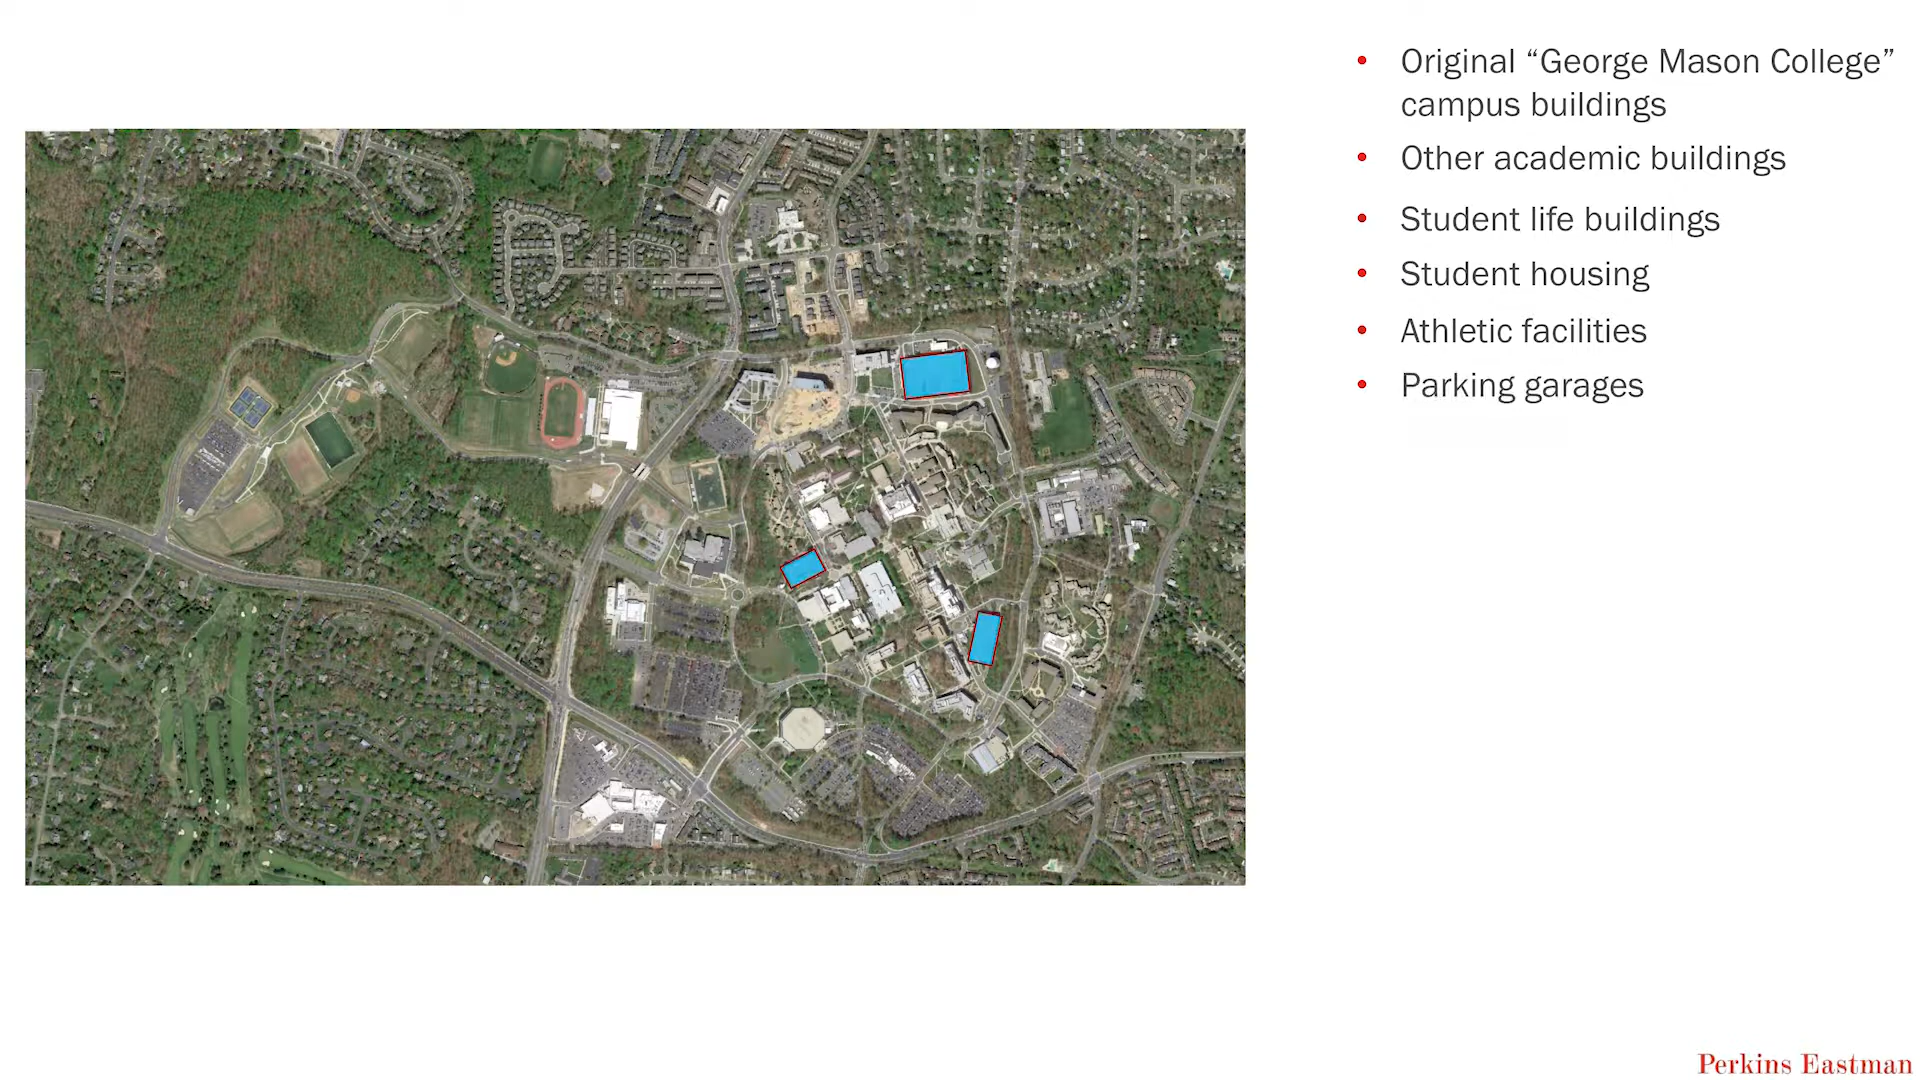 • Original “George Mason College”
campus buildings
• Other academic buildings
• Student life buildings
• Student housing
• Athletic facilities
• Parking garages
Perkins Eastman